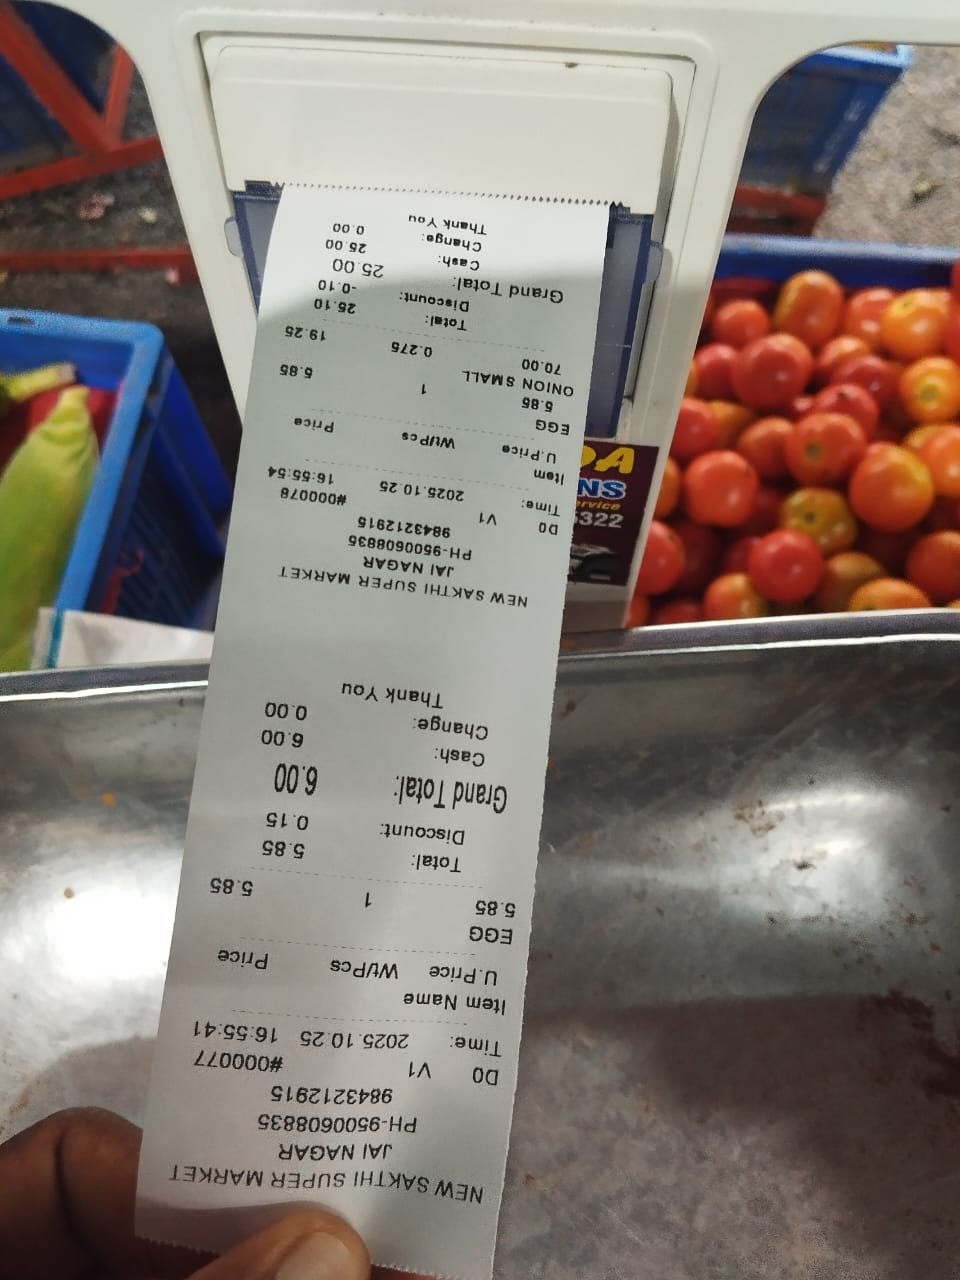 NEW SAKTHI SUPER MARKET
JAI NAGAR
PH-9500608835
9843212915
D0 V1 #000077
Time: 2025.10.25 16:55:41
Item Name
U.Price Wt/Pcs Price
EGG
5.85 1 5.85
Total: 5.85
Discount: 0.15
Grand Total: 6.00
Cash: 6.00
Change: 0.00
Thank You
NEW SAKTHI SUPER MARKET
JAI NAGAR
PH-9500608835
9843212915
D0 V1 #000078
Time: 2025.10.25 16:55:54
Item
U.Price Wt/Pcs Price
EGG
5.85 1 5.85
ONION SMALL
70.00 0.275 19.25
Total: 25.10
Discount: -0.10
Grand Total: 25.00
Cash: 25.00
Change: 0.00
Thank You
NS
5322